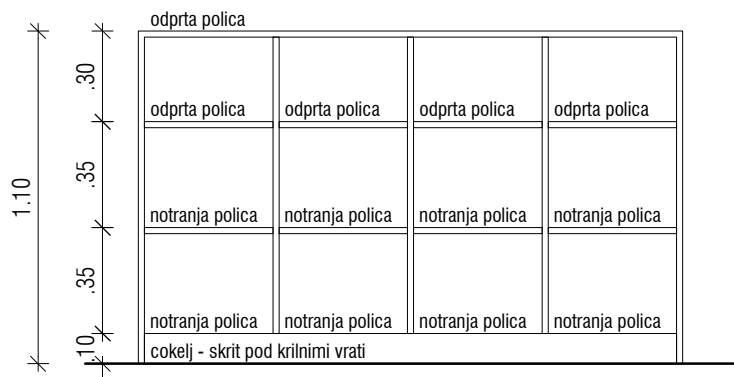 odprta polica
.30
odprta polica odprta polica odprta polica odprta polica
.35
1.10
notranja polica notranja polica notranja polica notranja polica
.35
notranja polica notranja polica notranja polica notranja polica
.10
cokelj - skrit pod krilnimi vrati